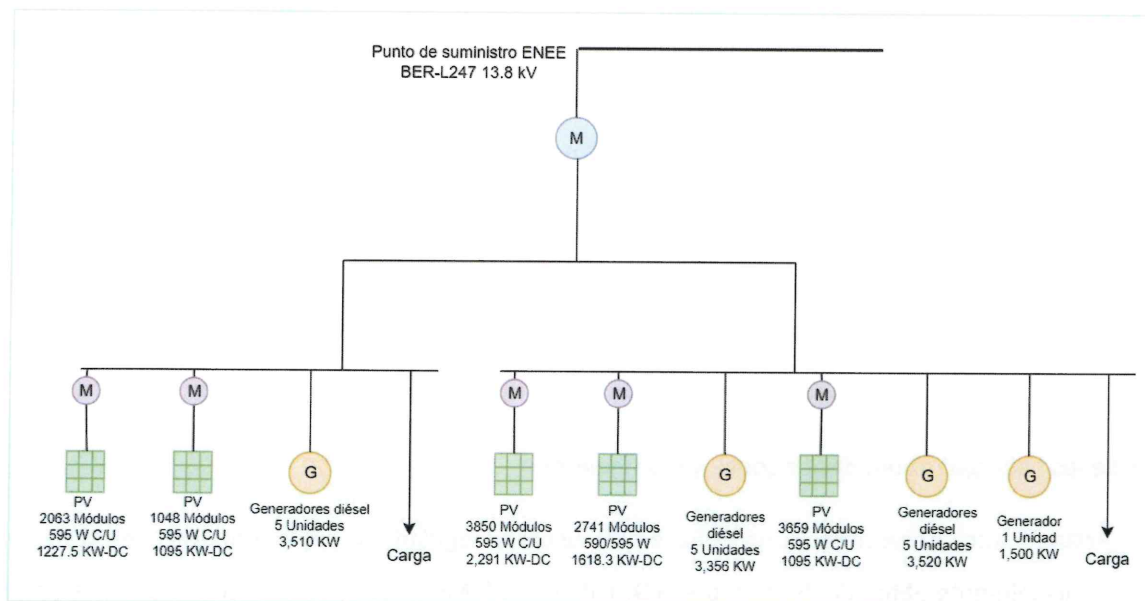 Punto de suministro ENEE
BER-L247 13.8 kV
M
M
M
M
M
M
G
G
G
G
PV
2063 Módulos
595 W C/U
1227.5 KW-DC
PV
1048 Módulos
595 W C/U
1095 KW-DC
Generadores diésel
5 Unidades
3,510 KW
Carga
PV
3850 Módulos
595 W C/U
2,291 KW-DC
PV
2741 Módulos
590/595 W
1618.3 KW-DC
Generadores
diésel
5 Unidades
3,356 KW
PV
3659 Módulos
595 W C/U
1095 KW-DC
Generadores
diésel
5 Unidades
3,520 KW
Generador
1 Unidad
1,500 KW
Carga